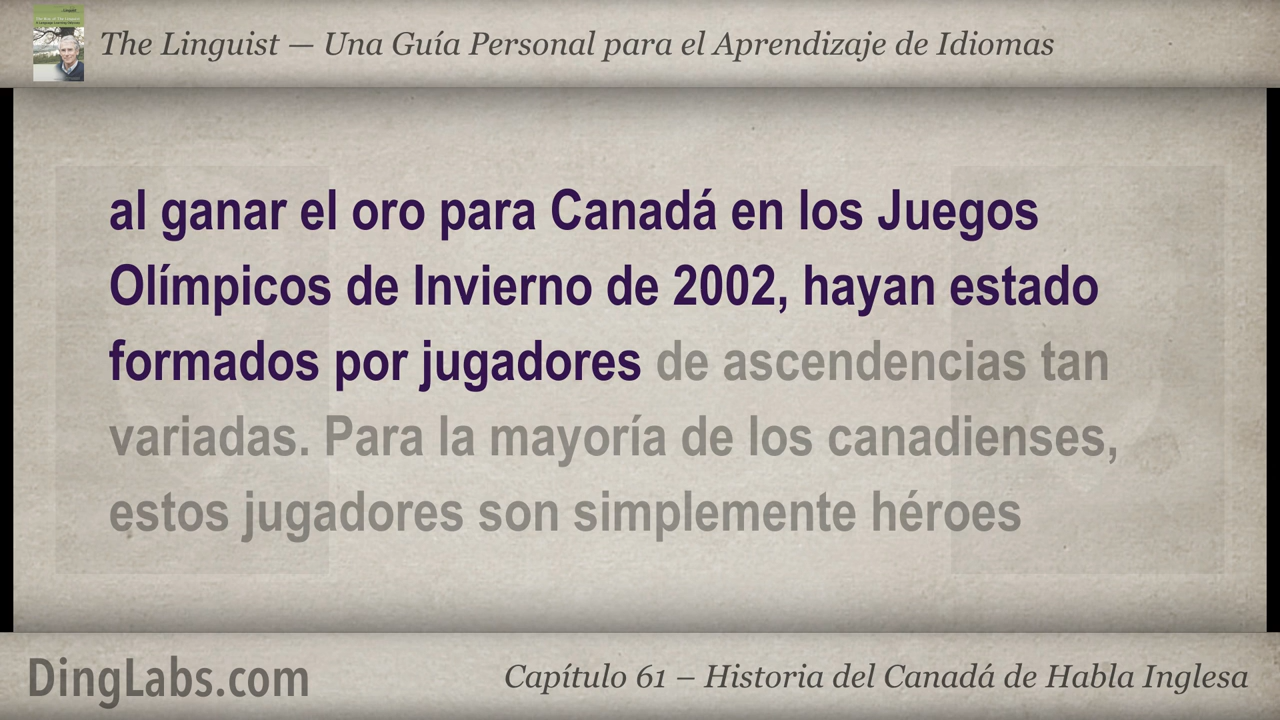 The Linguist — Una Guía Personal para el Aprendizaje de Idiomas
al ganar el oro para Canadá en los Juegos
Olímpicos de Invierno de 2002, hayan estado
formados por jugadores de ascendencias tan
variadas. Para la mayoría de los canadienses,
estos jugadores son simplemente héroes
DingLabs.com
Capítulo 61 – Historia del Canadá de Habla Inglesa